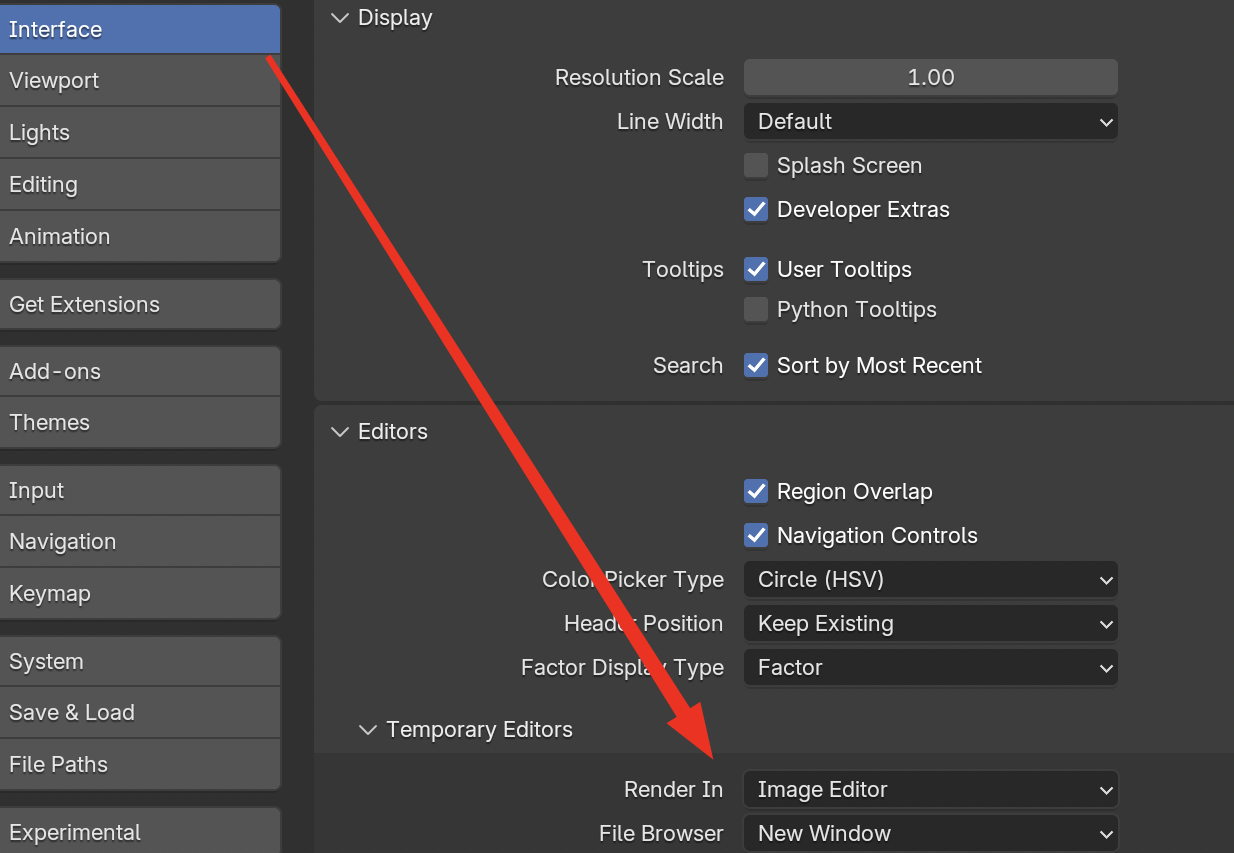 Interface
Viewport
Lights
Editing
Animation
Get Extensions
Add-ons
Themes
Input
Navigation
Keymap
System
Save & Load
File Paths
Experimental
Display
Resolution Scale 1.00
Line Width Default
Splash Screen
Developer Extras
Tooltips User Tooltips
Python Tooltips
Search Sort by Most Recent
Editors
Region Overlap
Navigation Controls
Color Picker Type Circle (HSV)
Header Position Keep Existing
Factor Display Type Factor
Temporary Editors
Render In Image Editor
File Browser New Window